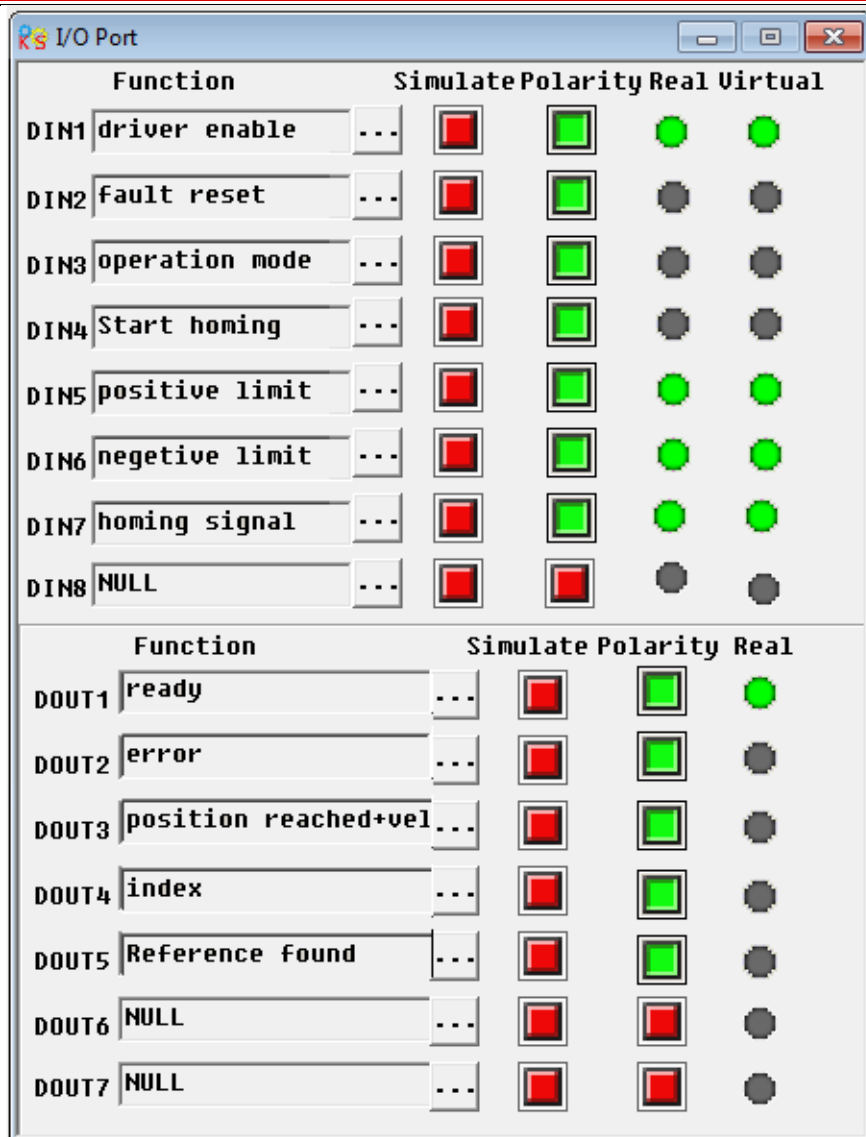 I/O Port
Function Simulate Polarity Real Virtual
DIN1 driver enable ...
DIN2 fault reset ...
DIN3 operation mode ...
DIN4 Start homing ...
DIN5 positive limit ...
DIN6 negetive limit ...
DIN7 homing signal ...
DIN8 NULL ...
Function Simulate Polarity Real
DOUT1 ready ...
DOUT2 error ...
DOUT3 position reached+vel ...
DOUT4 index ...
DOUT5 Reference found ...
DOUT6 NULL ...
DOUT7 NULL ...